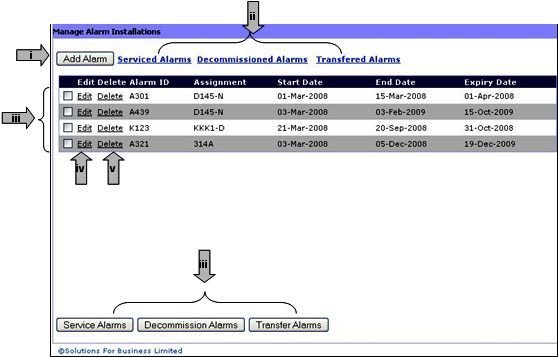 ii
Manage Alarm Installations
i
Add Alarm Serviced Alarms Decommissioned Alarms Transfered Alarms
Edit Delete Alarm ID Assignment Start Date End Date Expiry Date
Edit Delete A301 D145-N 01-Mar-2008 15-Mar-2008 01-Apr-2008
iii
Edit Delete A439 D145-N 03-Mar-2008 03-Feb-2009 15-Oct-2009
Edit Delete K123 KKK1-D 21-Mar-2008 20-Sep-2008 31-Oct-2008
Edit Delete A321 314A 03-Mar-2008 05-Dec-2008 19-Dec-2009
iv v
iii
Service Alarms Decommission Alarms Transfer Alarms
@Solutions For Business Limited